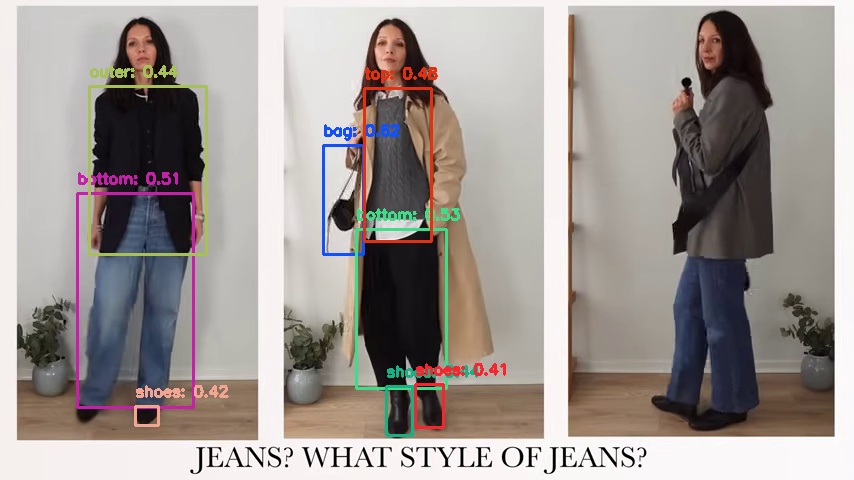 outer: 0.44
top: 0.48
bag: 0.62
bottom: 0.51
bottom: 0.53
shoes: 0.41
shoes: 0.42
JEANS? WHAT STYLE OF JEANS?